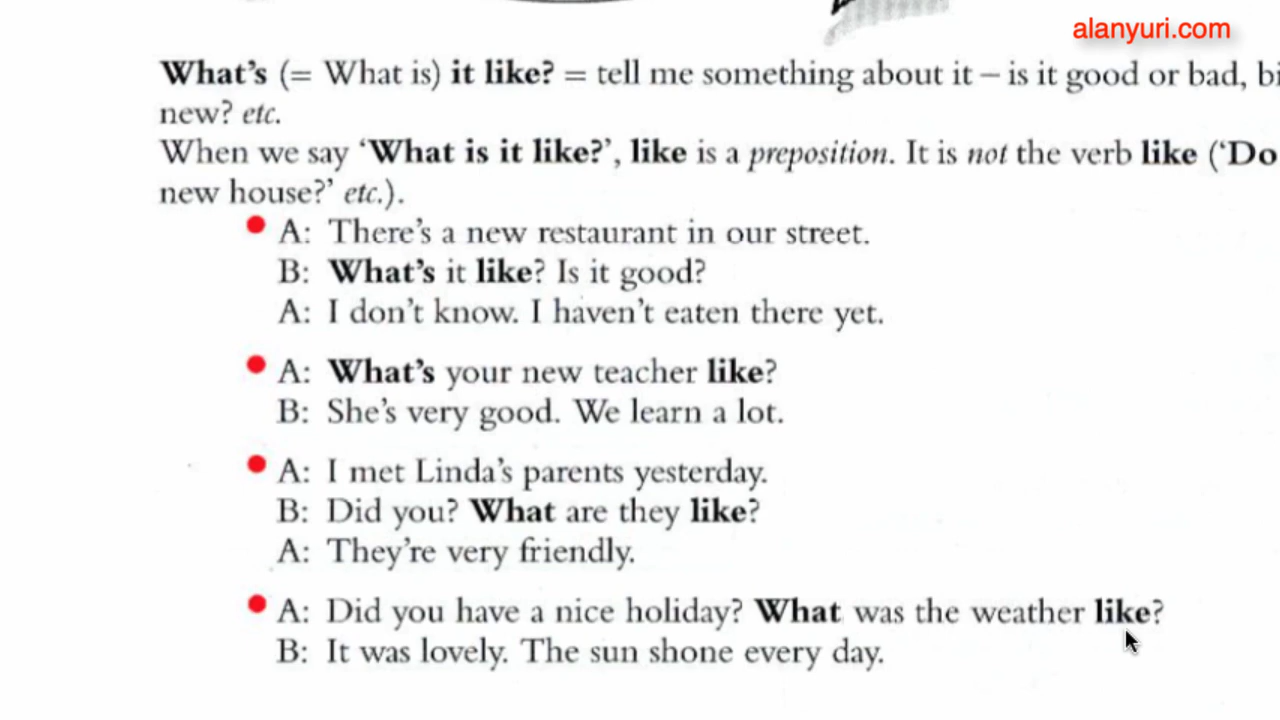 alanyuri.com
What's (= What is) it like? = tell me something about it – is it good or bad,
new? etc.
When we say 'What is it like?', like is a preposition. It is not the verb like ('Do
new house?' etc.).
A: There's a new restaurant in our street.
B: What's it like? Is it good?
A: I don't know. I haven't eaten there yet.
A: What's your new teacher like?
B: She's very good. We learn a lot.
A: I met Linda's parents yesterday.
B: Did you? What are they like?
A: They're very friendly.
A: Did you have a nice holiday? What was the weather like?
B: It was lovely. The sun shone every day.